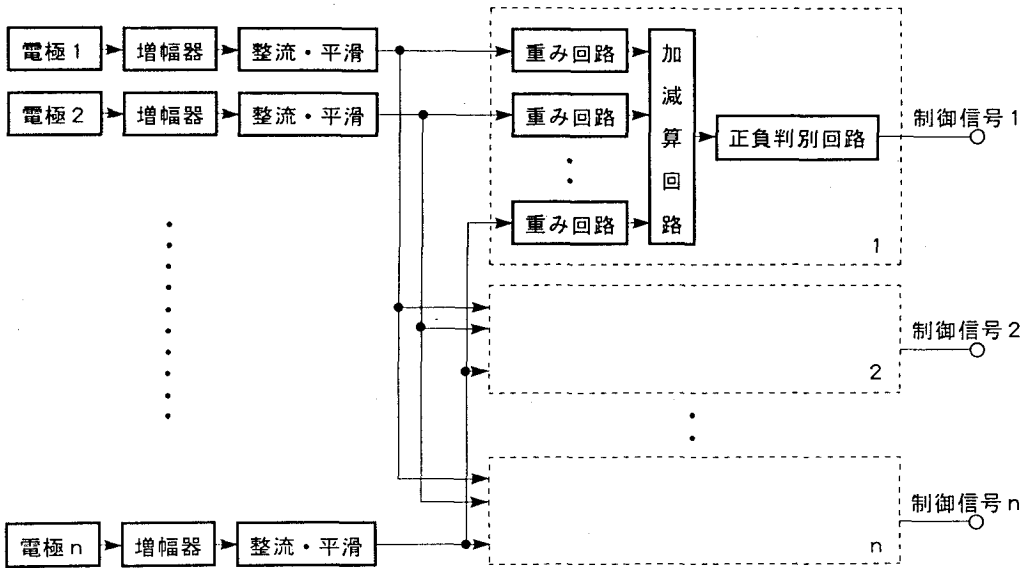 電極1 増幅器 整流・平滑 重み回路
電極2 増幅器 整流・平滑 重み回路
重み回路
加減算回路
正負判別回路
制御信号1
1
制御信号2
2
制御信号n
n
電極n 増幅器 整流・平滑